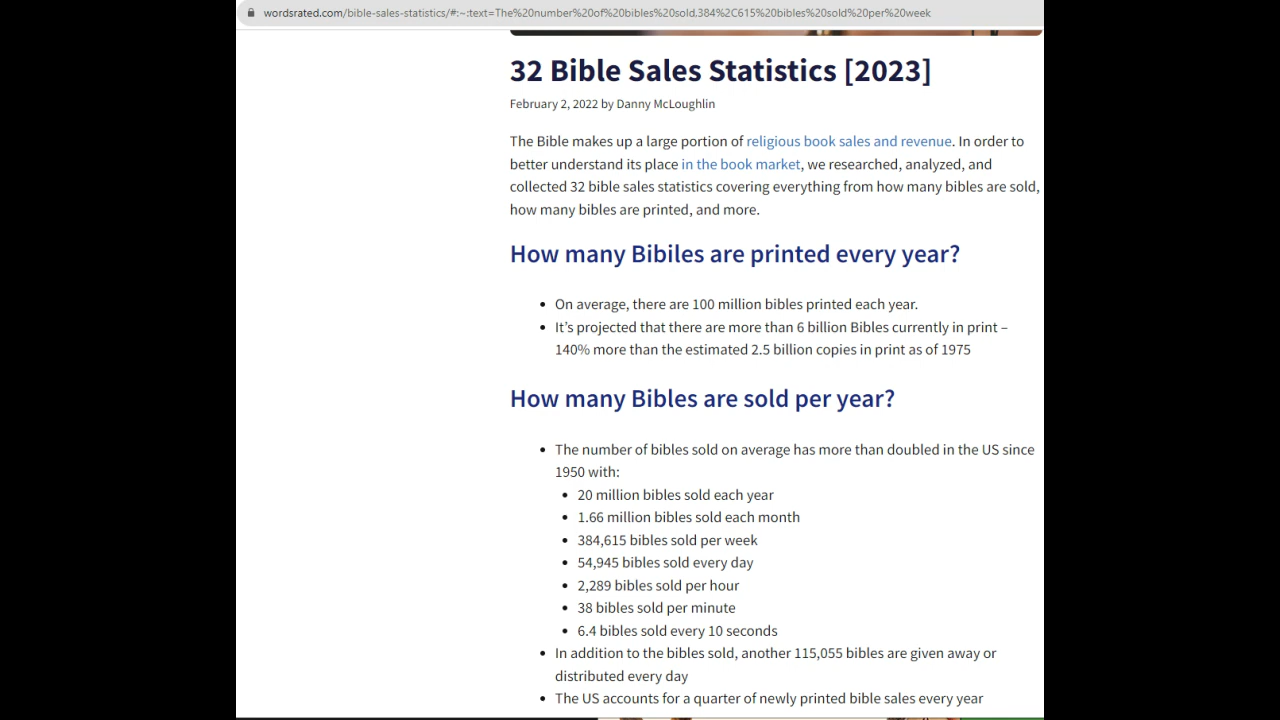 wordsrated.com/bible-sales-statistics/#:~:text=The%20number%20of%20bibles%20sold,384%2C615%20bibles%20sold%20per%20week
32 Bible Sales Statistics [2023]
February 2, 2022 by Danny McLoughlin
The Bible makes up a large portion of religious book sales and revenue. In order to
better understand its place in the book market, we researched, analyzed, and
collected 32 bible sales statistics covering everything from how many bibles are sold,
how many bibles are printed, and more.
How many Bibiles are printed every year?
• On average, there are 100 million bibles printed each year.
• It's projected that there are more than 6 billion Bibles currently in print –
140% more than the estimated 2.5 billion copies in print as of 1975
How many Bibles are sold per year?
• The number of bibles sold on average has more than doubled in the US since
1950 with:
• 20 million bibles sold each year
• 1.66 million bibles sold each month
• 384,615 bibles sold per week
• 54,945 bibles sold every day
• 2,289 bibles sold per hour
• 38 bibles sold per minute
• 6.4 bibles sold every 10 seconds
• In addition to the bibles sold, another 115,055 bibles are given away or
distributed every day
• The US accounts for a quarter of newly printed bible sales every year